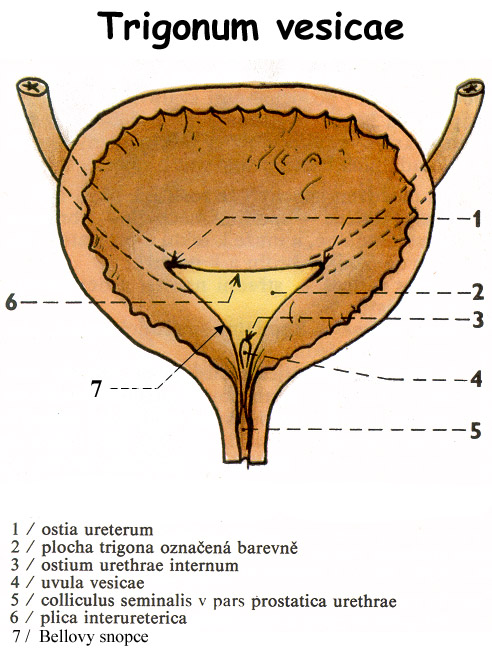 Trigonum vesicae
1
6
2
3
7
4
5
1 / ostia ureterum
2 / plocha trigona označená barevně
3 / ostium urethrae internum
4 / uvula vesicae
5 / colliculus seminalis v pars prostatica urethrae
6 / plica interureterica
7 / Bellovy snopce